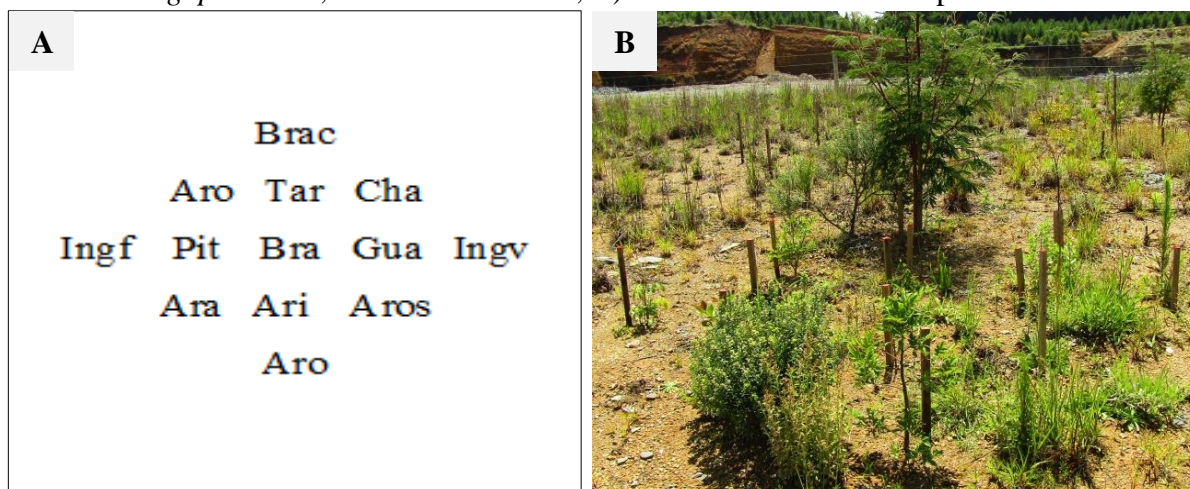 A
B
Brac
Aro Tar Cha
Ingf Pit Bra Gua Ingv
Ara Ari Aros
Aro